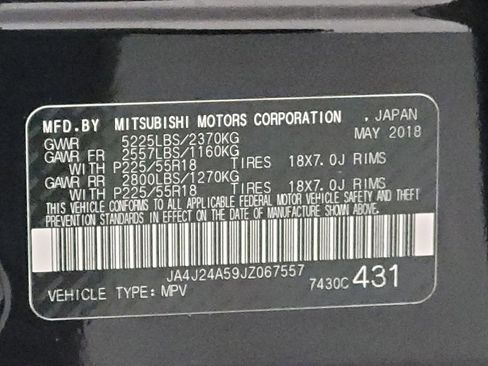 MFD.BY MITSUBISHI MOTORS CORPORATION , JAPAN
GVWR 5225LBS/2370KG MAY 2018
GAWR FR 2557LBS/1160KG
WITH P225/55R18 TIRES 18X7.0J RIMS
GAWR RR 2800LBS/1270KG
WITH P225/55R18 TIRES 18X7.0J RIMS
THIS VEHICLE CONFORMS TO ALL APPLICABLE FEDERAL MOTOR VEHICLE SAFETY AND THEFT
PREVENTION STANDARDS IN EFFECT ON THE DATE OF MANUFACTURE SHOWN ABOVE.
JA4J24A59JZ067557
VEHICLE TYPE: MPV 7430C 431